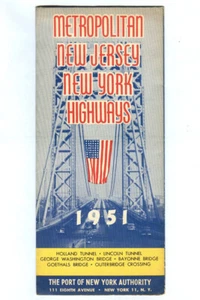 METROPOLITAN
NEW JERSEY
NEW YORK
HIGHWAYS
1951
HOLLAND TUNNEL • LINCOLN TUNNEL
GEORGE WASHINGTON BRIDGE • BAYONNE BRIDGE
GOETHALS BRIDGE • OUTERBRIDGE CROSSING
THE PORT OF NEW YORK AUTHORITY
111 EIGHTH AVENUE • NEW YORK 11, N. Y.